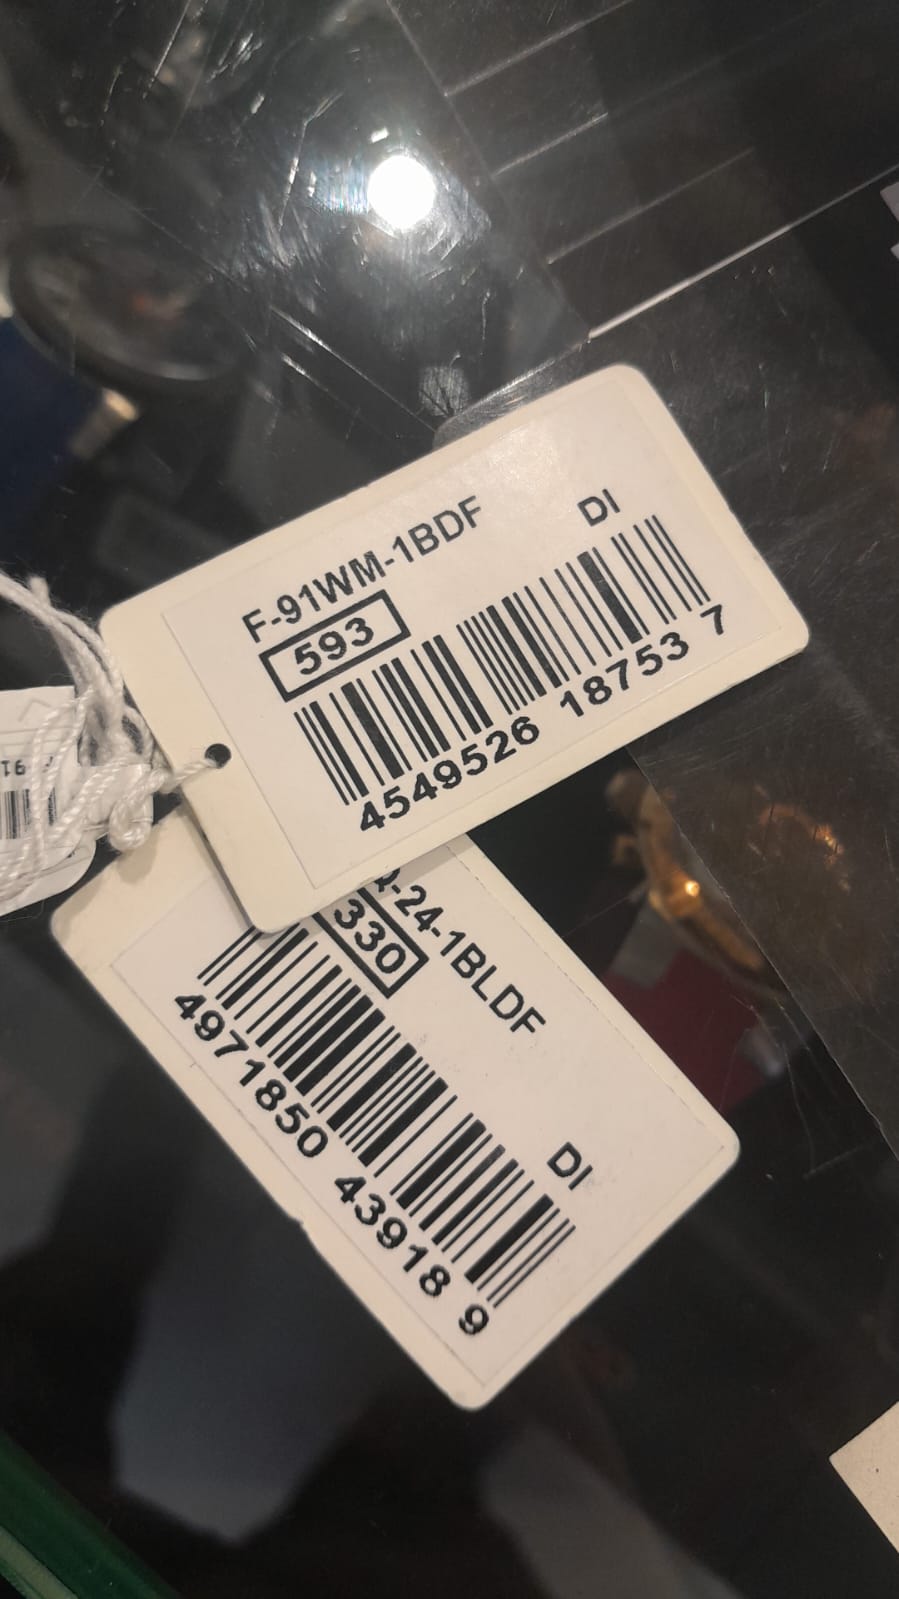 F-91WM-1BDF
593
DI
4549526 18753 7
Q-24-1BLDF
330
DI
4971850 43918 9